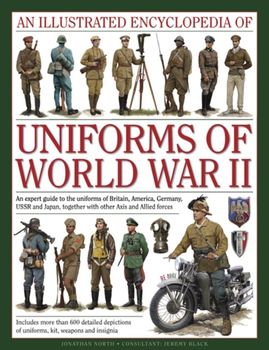 AN ILLUSTRATED ENCYCLOPEDIA OF
UNIFORMS OF
WORLD WAR II
An expert guide to the uniforms of Britain, America, Germany,
USSR and Japan, together with other Axis and Allied forces
Includes more than 600 detailed depictions
of uniforms, kit, weapons and insignia
JONATHAN NORTH • CONSULTANT: JEREMY BLACK